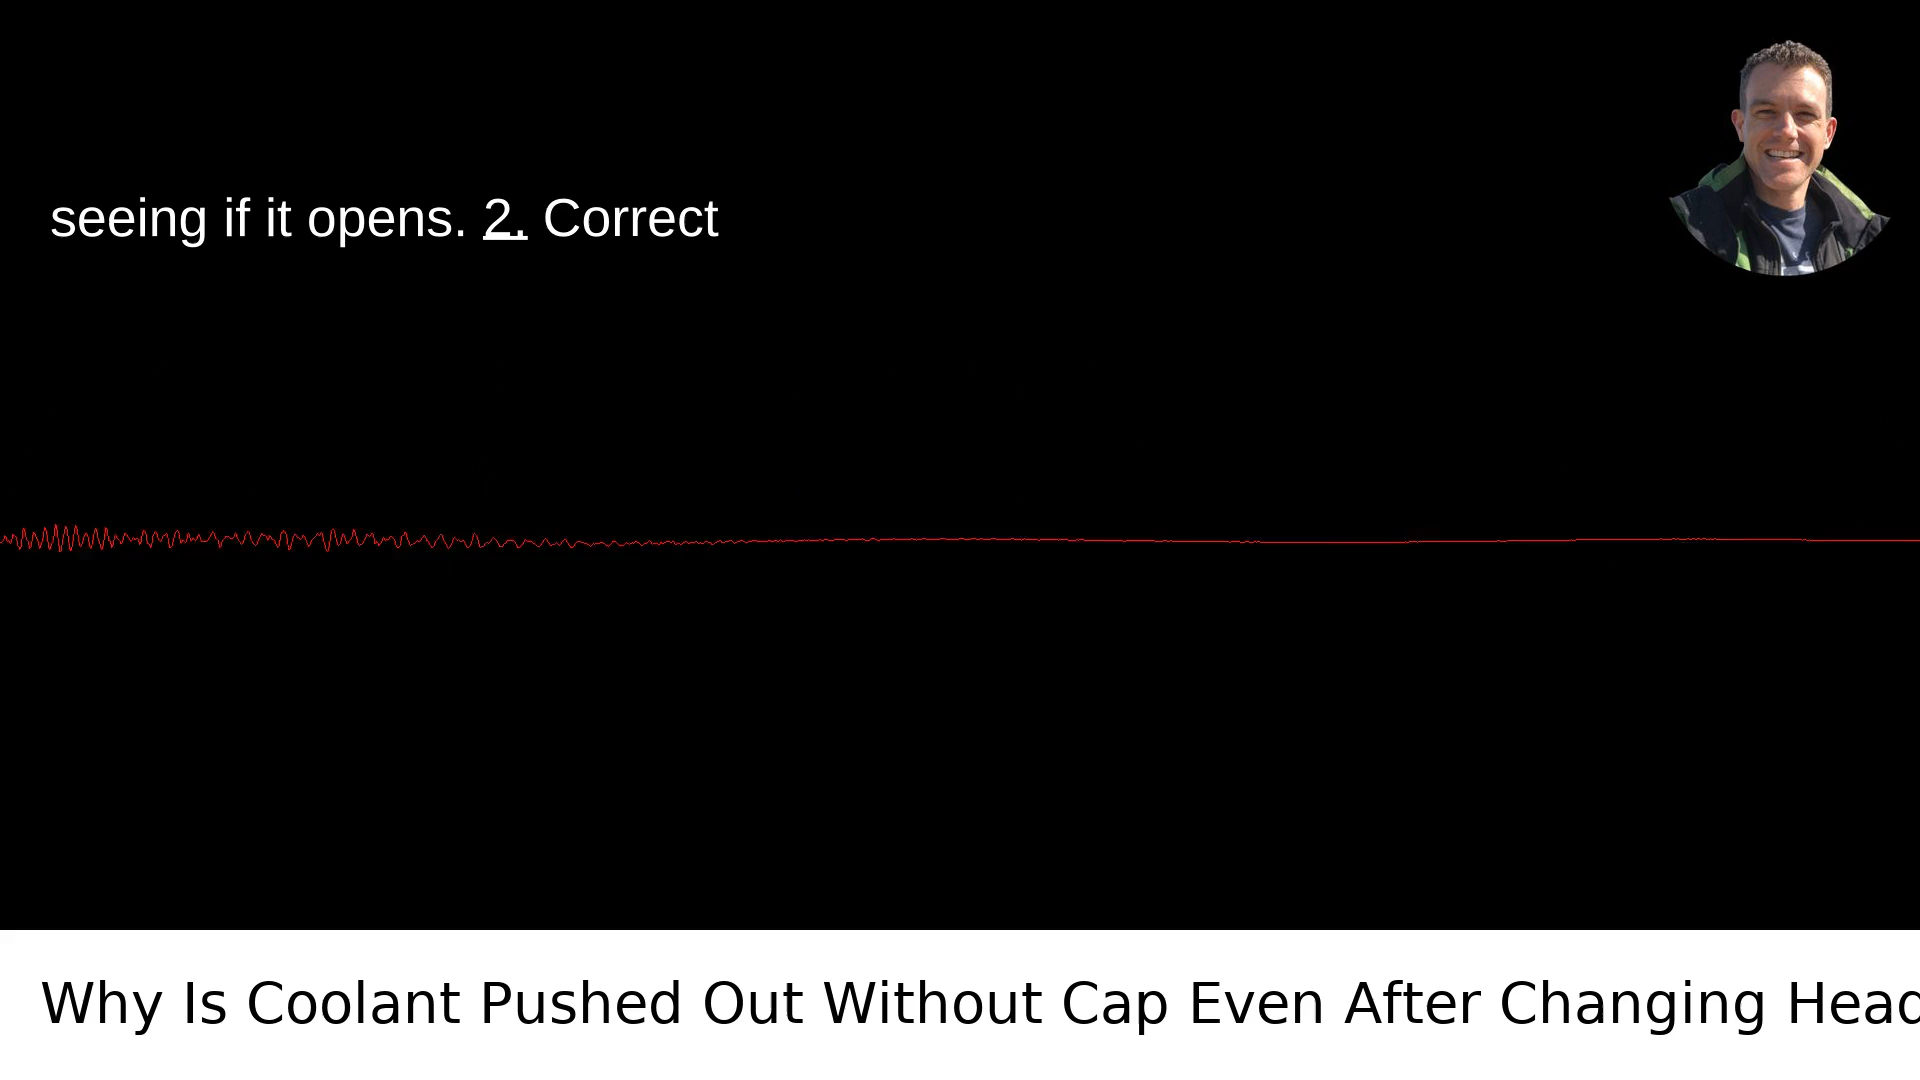 seeing if it opens. 2. Correct
Why Is Coolant Pushed Out Without Cap Even After Changing Head